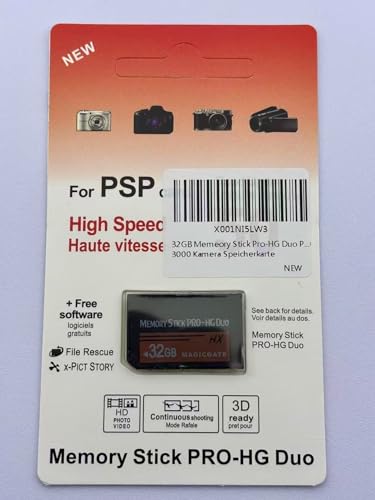 NEW
For PSP
High Speed
Haute vitesse
X001NI5LW3
32GB Memeory Stick Pro-HG Duo P...
3000 Kamera Speicherkarte
NEW
+ Free
software
logiciels
gratuits
File Rescue
x-PICT STORY
MEMORY STICK PRO-HG DUO
HX
32GB
MAGICGATE
See back for details.
Voir details au dos.
Memory Stick
PRO-HG Duo
HD
PHOTO
VIDEO
Continuous shooting
Mode Rafale
3D
ready
pret pour
Memory Stick PRO-HG Duo